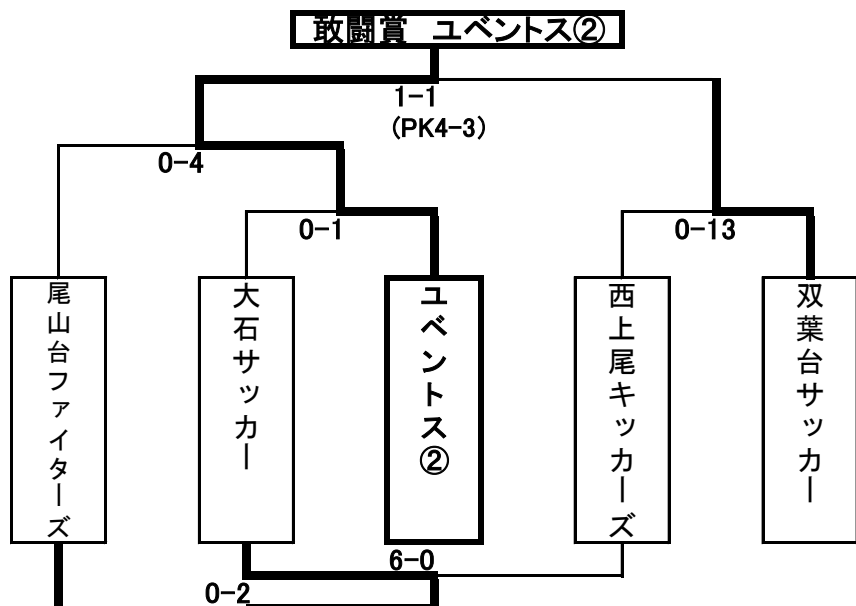 敢闘賞 ユベントス②
1-1
(PK4-3)
0-4
0-1
0-13
尾山台ファイターズ
大石サッカー
ユベントス②
西上尾キッカーズ
双葉台サッカー
6-0
0-2